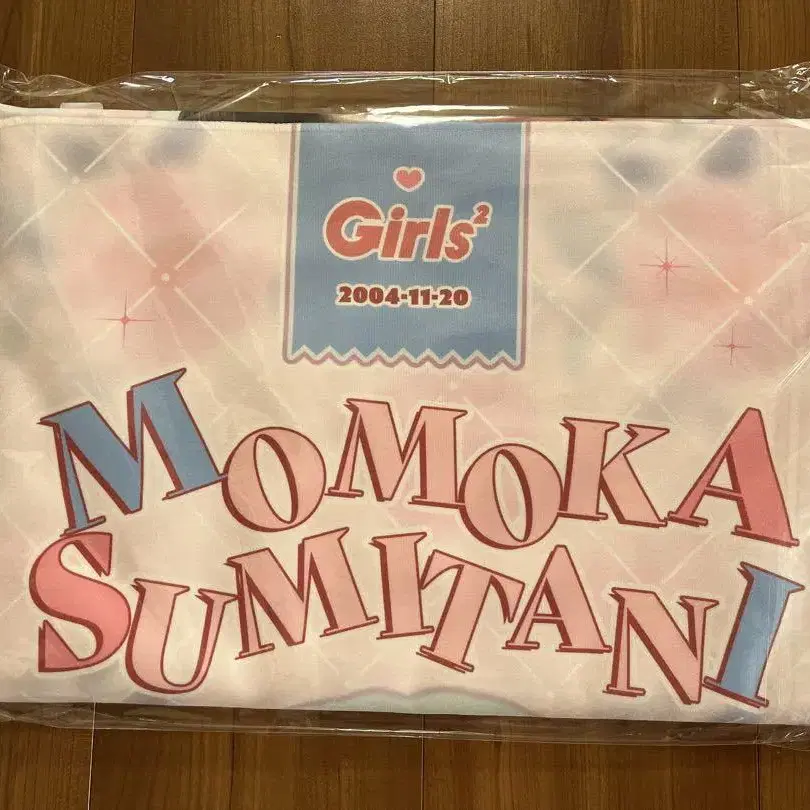 Girls²
2004-11-20
MOMOKA
SUMITANI